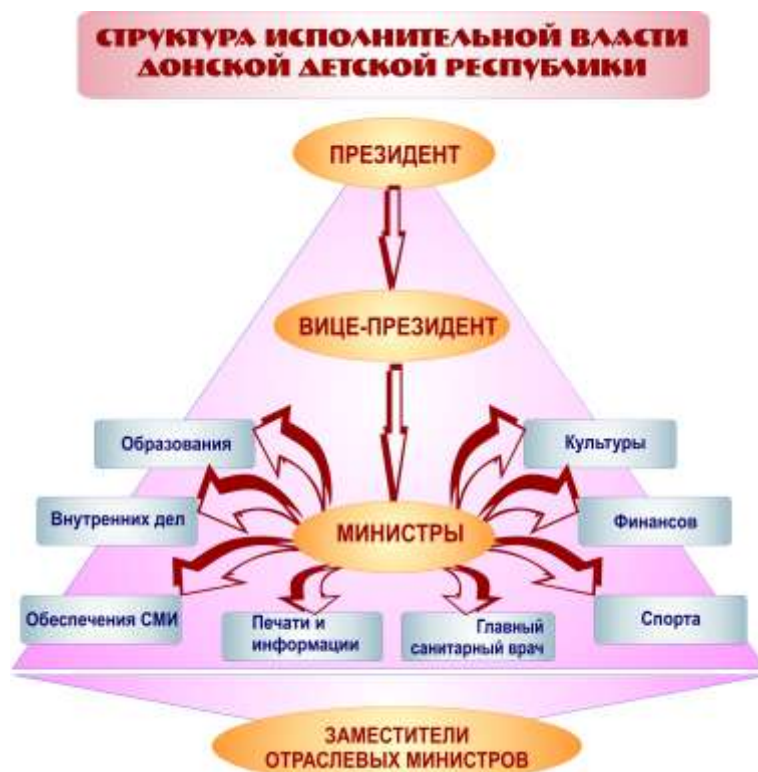 СТРУКТУРА ИСПОЛНИТЕЛЬНОЙ ВЛАСТИ
ДОНСКОЙ ДЕТСКОЙ РЕСПУБЛИКИ
ПРЕЗИДЕНТ
ВИЦЕ-ПРЕЗИДЕНТ
Образования
Культуры
Внутренних дел
МИНИСТРЫ
Финансов
Обеспечения СМИ
Печати и
информации
Главный
санитарный врач
Спорта
ЗАМЕСТИТЕЛИ
ОТРАСЛЕВЫХ МИНИСТРОВ